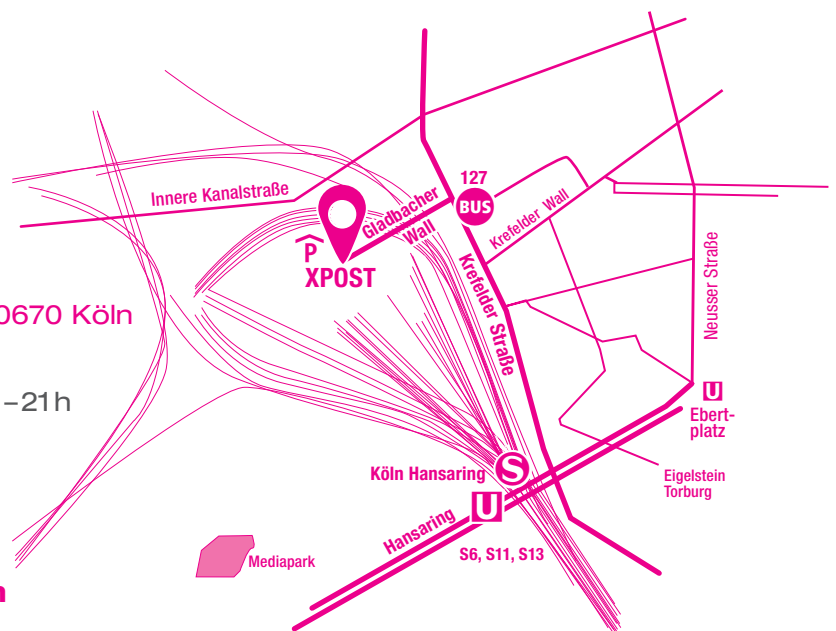 127
BUS
Innere Kanalstraße
Gladbacher
Wall
Krefelder Wall
P
XPOST
Krefelder Straße
Neusser Straße
0670 Köln
–21h
U
Ebert-
platz
Köln Hansaring
S
Eigelstein
Torburg
U
Hansaring
S6, S11, S13
Mediapark